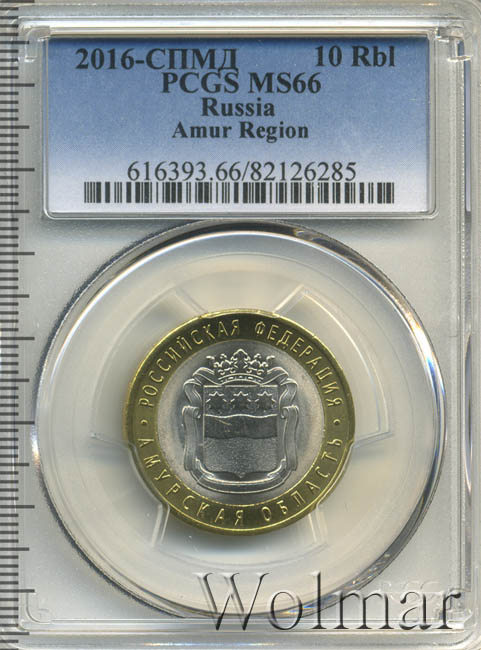 2016-СПМД 10 Rbl
PCGS MS66
Russia
Amur Region
616393.66/82126285
РОССИЙСКАЯ ФЕДЕРАЦИЯ
АМУРСКАЯ ОБЛАСТЬ
Wolmar